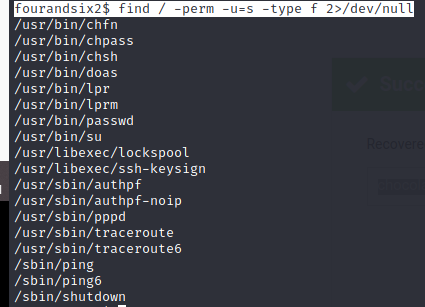 fourandsix2$ find / -perm -u=s -type f 2>/dev/null
/usr/bin/chfn
/usr/bin/chpass
/usr/bin/chsh
/usr/bin/doas
/usr/bin/lpr
/usr/bin/lprm
/usr/bin/passwd
/usr/bin/su
/usr/libexec/lockspool
/usr/libexec/ssh-keysign
/usr/sbin/authpf
/usr/sbin/authpf-noip
/usr/sbin/pppd
/usr/sbin/traceroute
/usr/sbin/traceroute6
/sbin/ping
/sbin/ping6
/sbin/shutdown
Recovere